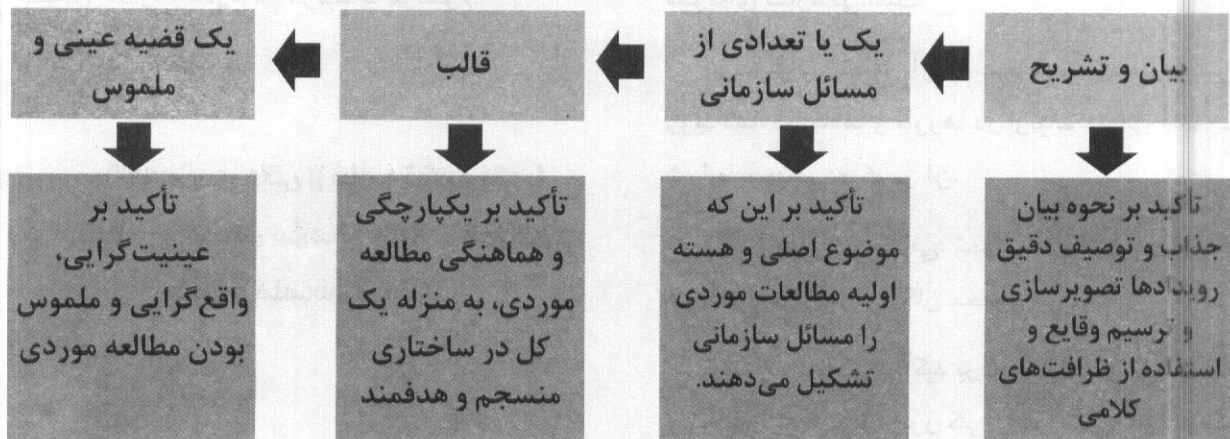 بیان و تشریح
یک یا تعدادی از
مسائل سازمانی
قالب
یک قضیه عینی و
ملموس
تأکید بر نحوه بیان
جذاب و توصیف دقیق
رویدادها تصویرسازی
و ترسیم وقایع و
استفاده از ظرافت‌های
کلامی
تأکید بر این که
موضوع اصلی و هسته
اولیه مطالعات موردی
را مسائل سازمانی
تشکیل می‌دهند.
تأکید بر یکپارچگی
و هماهنگی مطالعه
موردی، به منزله یک
کل در ساختاری
منسجم و هدفمند
تأکید بر
عینیت‌گرایی،
واقع‌گرایی و ملموس
بودن مطالعه موردی